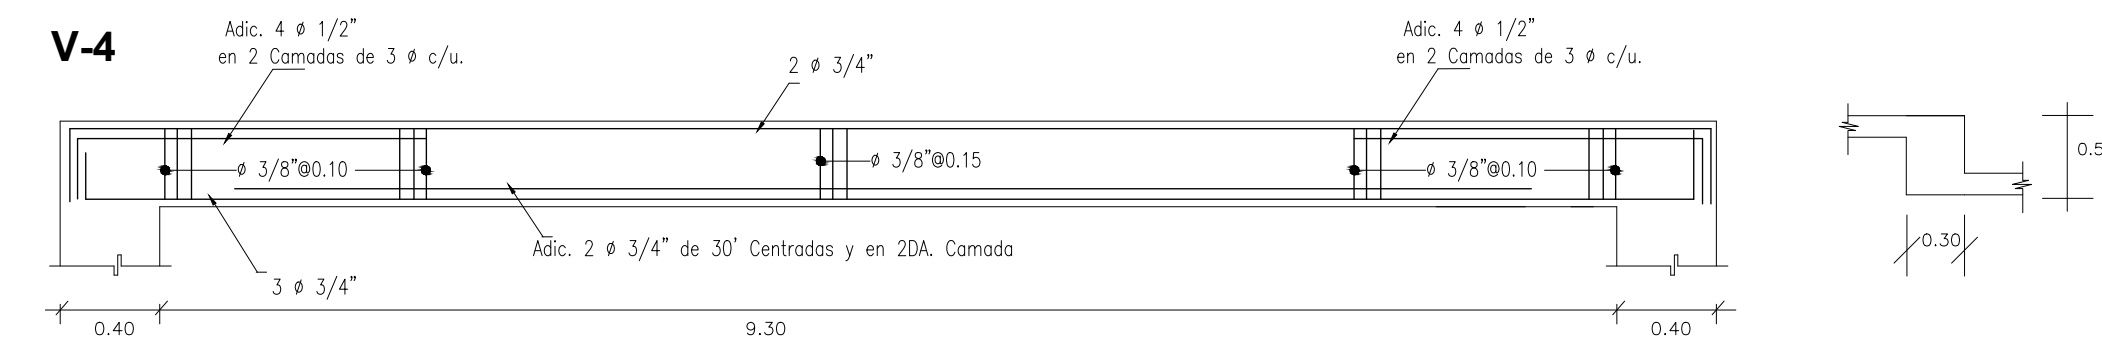 V-4
Adic. 4 ø 1/2"
en 2 Camadas de 3 ø c/u.
2 ø 3/4"
Adic. 4 ø 1/2"
en 2 Camadas de 3 ø c/u.
ø 3/8"@0.10
ø 3/8"@0.15
ø 3/8"@0.10
0.30
Adic. 2 ø 3/4" de 30' Centradas y en 2DA. Camada
3 ø 3/4"
0.40
9.30
0.40